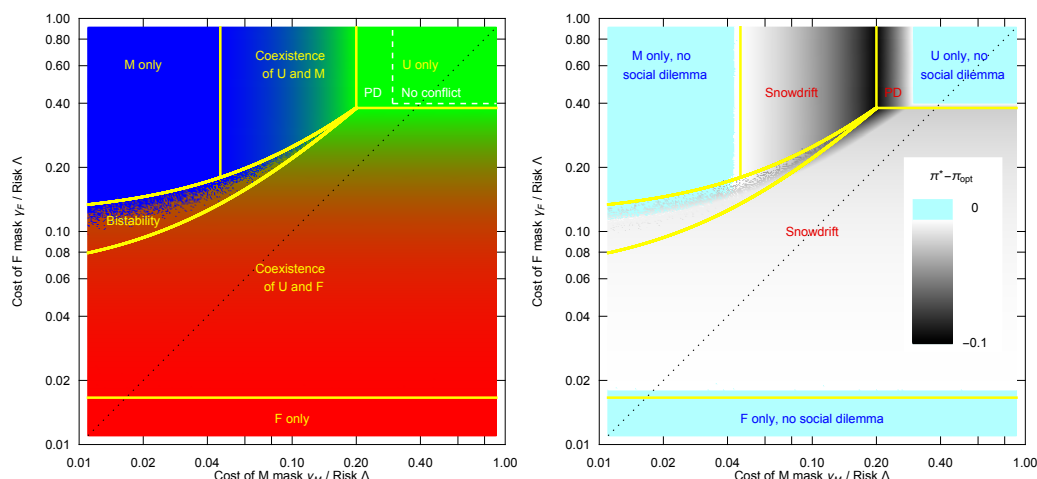 1.00
0.80
0.60
0.40
0.20
0.10
0.08
0.06
0.04
0.02
0.01
Cost of F mask γF / Risk Λ
M only
Coexistence
of U and M
U only
PD
No conflict
Bistability
Coexistence
of U and F
F only
0.01 0.02 0.04 0.10 0.20 0.40 1.00
Cost of M mask γM / Risk Λ
1.00
0.80
0.60
0.40
0.20
0.10
0.08
0.06
0.04
0.02
0.01
Cost of F mask γF / Risk Λ
M only, no
social dilemma
Snowdrift
PD
U only, no
social dilemma
π*−πopt
0
−0.1
Snowdrift
F only, no social dilemma
0.01 0.02 0.04 0.10 0.20 0.40 1.00
Cost of M mask γM / Risk Λ